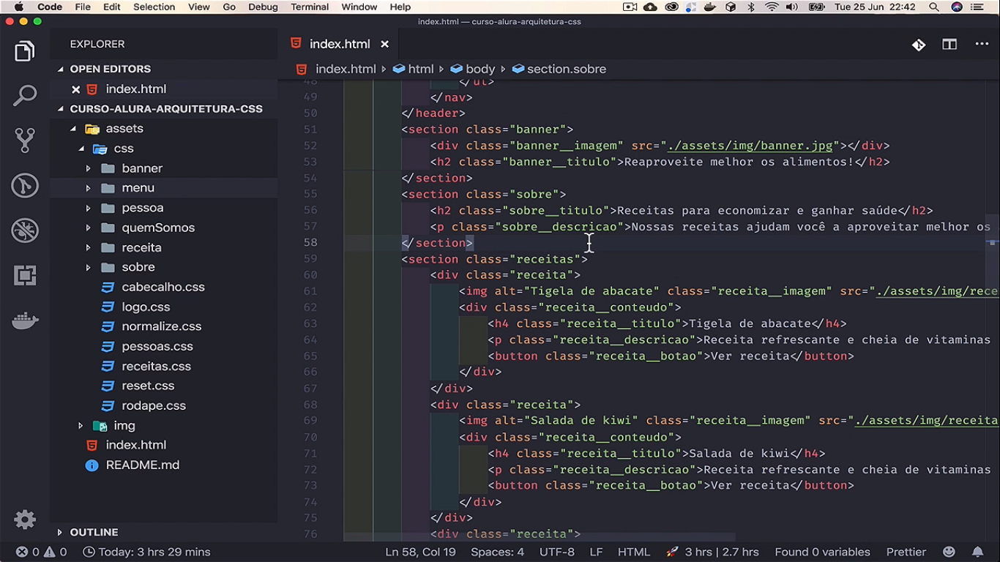 Code File Edit Selection View Go Debug Terminal Window Help Tue 25 Jun 22:42
index.html — curso-alura-arquitetura-css
EXPLORER
OPEN EDITORS
index.html
CURSO-ALURA-ARQUITETURA-CSS
assets
css
banner
menu
pessoa
quemSomos
receita
sobre
cabecalho.css
logo.css
normalize.css
pessoas.css
receitas.css
reset.css
rodape.css
img
index.html
README.md
OUTLINE
index.html
index.html html body section.sobre
48 </ul>
49 </nav>
50 </header>
51 <section class="banner">
52 <div class="banner__imagem" src="./assets/img/banner.jpg"></div>
53 <h2 class="banner__titulo">Reaproveite melhor os alimentos!</h2>
54 </section>
55 <section class="sobre">
56 <h2 class="sobre__titulo">Receitas para economizar e ganhar saúde</h2>
57 <p class="sobre__descricao">Nossas receitas ajudam você a aproveitar melhor os
58 </section>
59 <section class="receitas">
60 <div class="receita">
61 <img alt="Tigela de abacate" class="receita__imagem" src="./assets/img/rece
62 <div class="receita__conteudo">
63 <h4 class="receita__titulo">Tigela de abacate</h4>
64 <p class="receita__descricao">Receita refrescante e cheia de vitaminas
65 <button class="receita__botao">Ver receita</button>
66 </div>
67 </div>
68 <div class="receita">
69 <img alt="Salada de kiwi" class="receita__imagem" src="./assets/img/receita
70 <div class="receita__conteudo">
71 <h4 class="receita__titulo">Salada de kiwi</h4>
72 <p class="receita__descricao">Receita refrescante e cheia de vitaminas
73 <button class="receita__botao">Ver receita</button>
74 </div>
75 </div>
76 <div class="receita">
0 0 Today: 3 hrs 29 mins Ln 58, Col 19 Spaces: 4 UTF-8 LF HTML 3 hrs | 2.7 hrs Found 0 variables Prettier